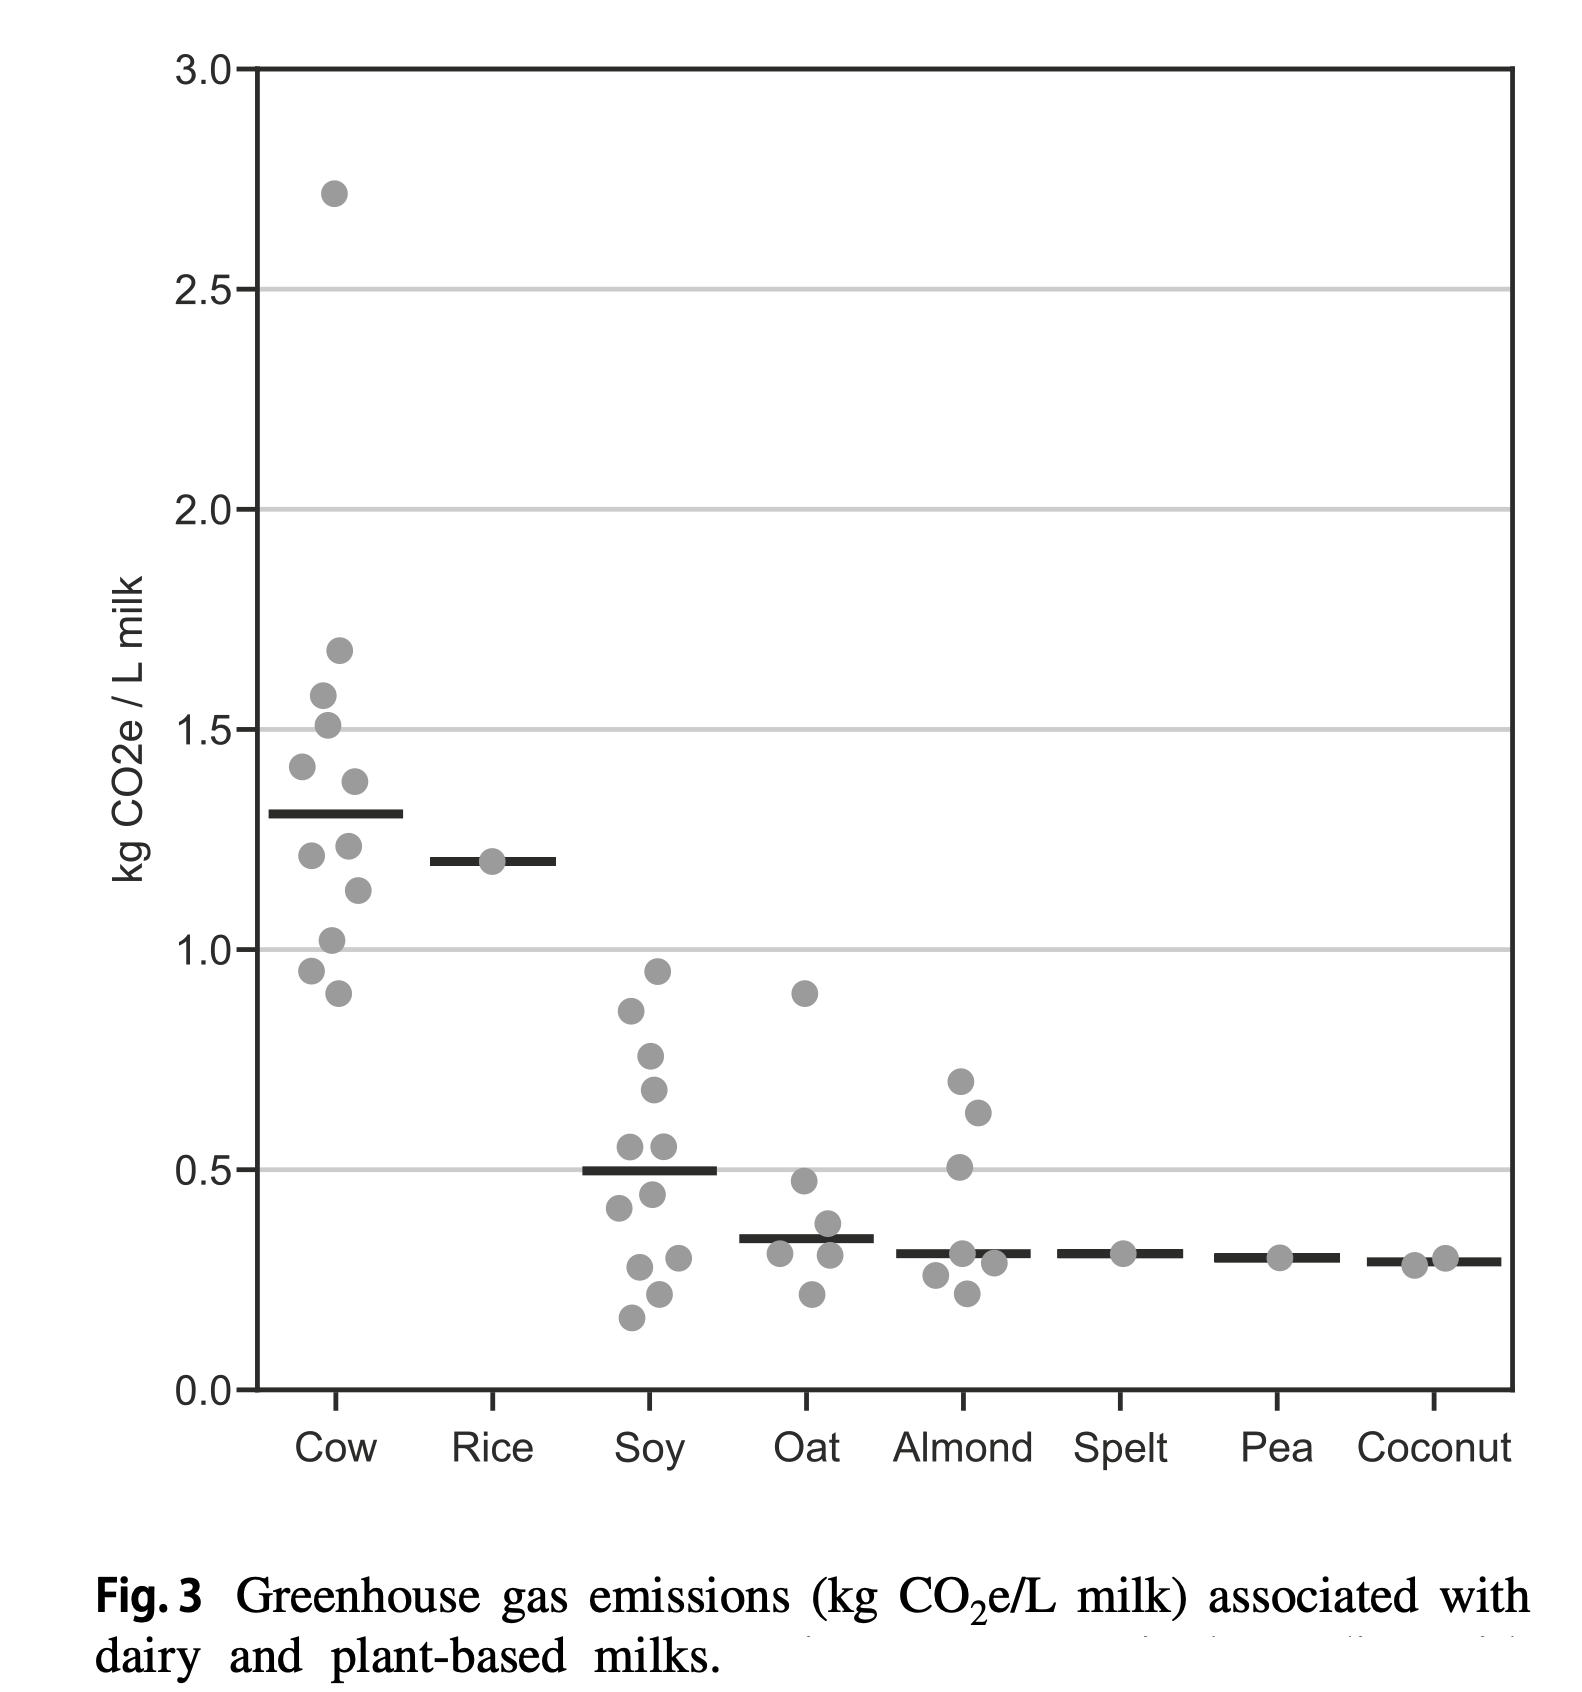 3.0
2.5
2.0
1.5
1.0
0.5
0.0
kg CO2e / L milk
Cow Rice Soy Oat Almond Spelt Pea Coconut
Fig. 3 Greenhouse gas emissions (kg CO₂e/L milk) associated with
dairy and plant-based milks.